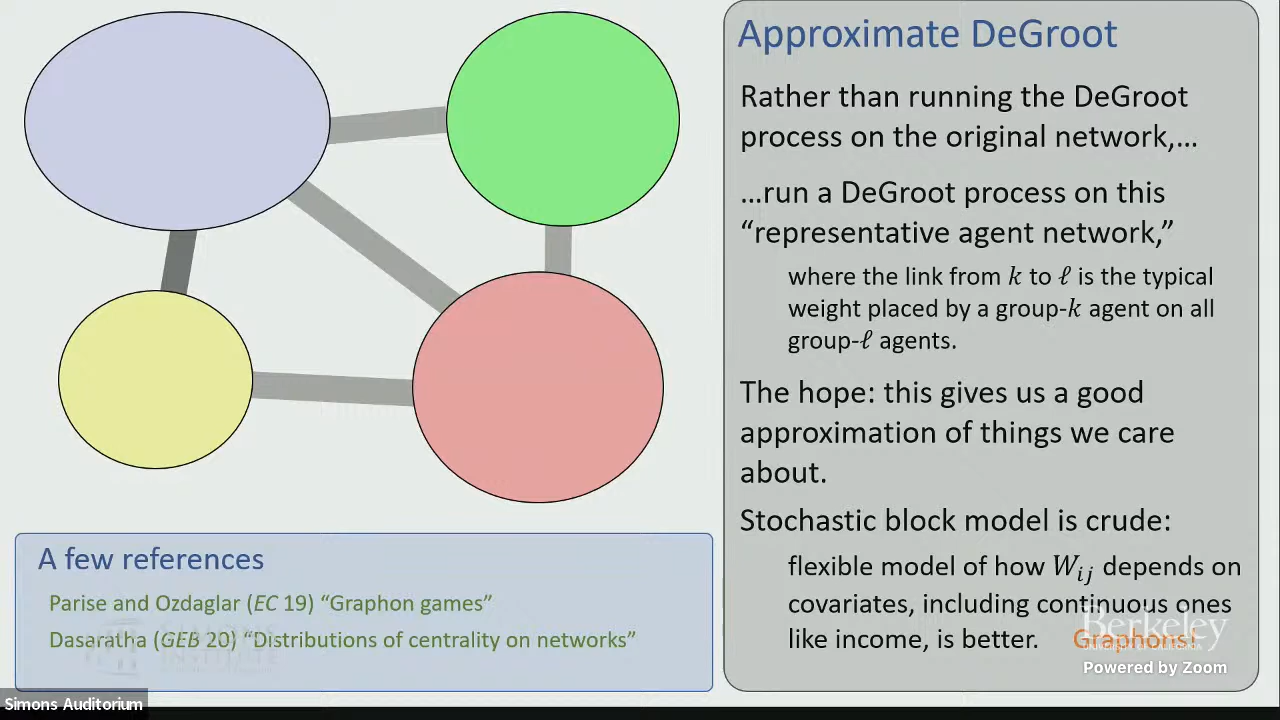 Approximate DeGroot
Rather than running the DeGroot
process on the original network,…
…run a DeGroot process on this
“representative agent network,”
where the link from k to ℓ is the typical
weight placed by a group-k agent on all
group-ℓ agents.
The hope: this gives us a good
approximation of things we care
about.
Stochastic block model is crude:
flexible model of how W_ij depends on
covariates, including continuous ones
like income, is better. Graphons!
Berkeley
Powered by Zoom
A few references
Parise and Ozdaglar (EC 19) “Graphon games”
Dasaratha (GEB 20) “Distributions of centrality on networks”
SIMONS
INSTITUTE
Simons Auditorium